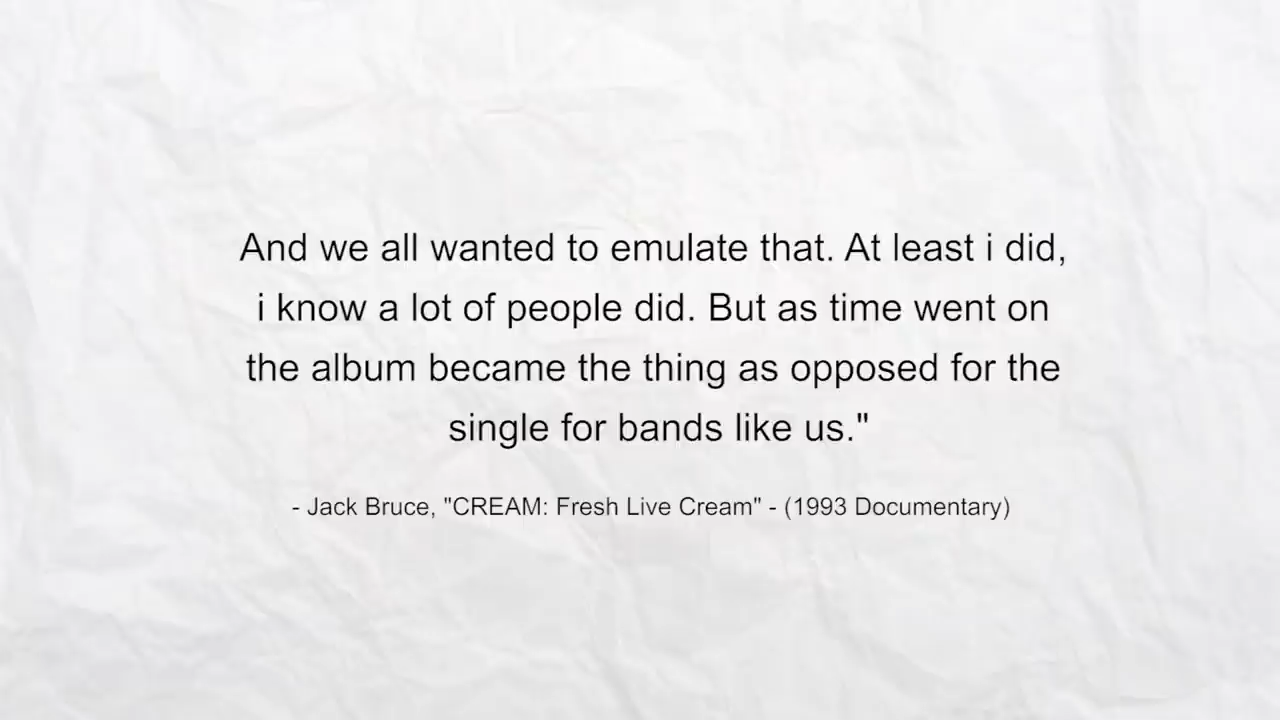 And we all wanted to emulate that. At least i did,
i know a lot of people did. But as time went on
the album became the thing as opposed for the
single for bands like us."
- Jack Bruce, "CREAM: Fresh Live Cream" - (1993 Documentary)